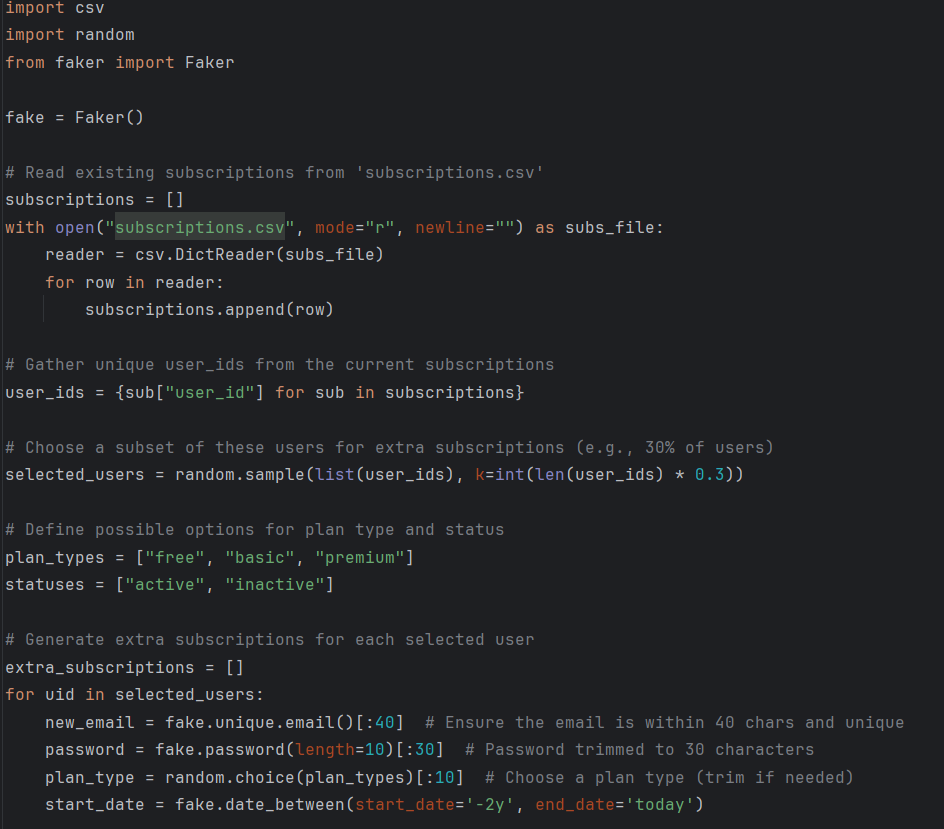 import csv
import random
from faker import Faker
fake = Faker()
# Read existing subscriptions from 'subscriptions.csv'
subscriptions = []
with open("subscriptions.csv", mode="r", newline="") as subs_file:
    reader = csv.DictReader(subs_file)
    for row in reader:
        subscriptions.append(row)
# Gather unique user_ids from the current subscriptions
user_ids = {sub["user_id"] for sub in subscriptions}
# Choose a subset of these users for extra subscriptions (e.g., 30% of users)
selected_users = random.sample(list(user_ids), k=int(len(user_ids) * 0.3))
# Define possible options for plan type and status
plan_types = ["free", "basic", "premium"]
statuses = ["active", "inactive"]
# Generate extra subscriptions for each selected user
extra_subscriptions = []
for uid in selected_users:
    new_email = fake.unique.email()[:40]  # Ensure the email is within 40 chars and unique
    password = fake.password(length=10)[:30]  # Password trimmed to 30 characters
    plan_type = random.choice(plan_types)[:10]  # Choose a plan type (trim if needed)
    start_date = fake.date_between(start_date='-2y', end_date='today')